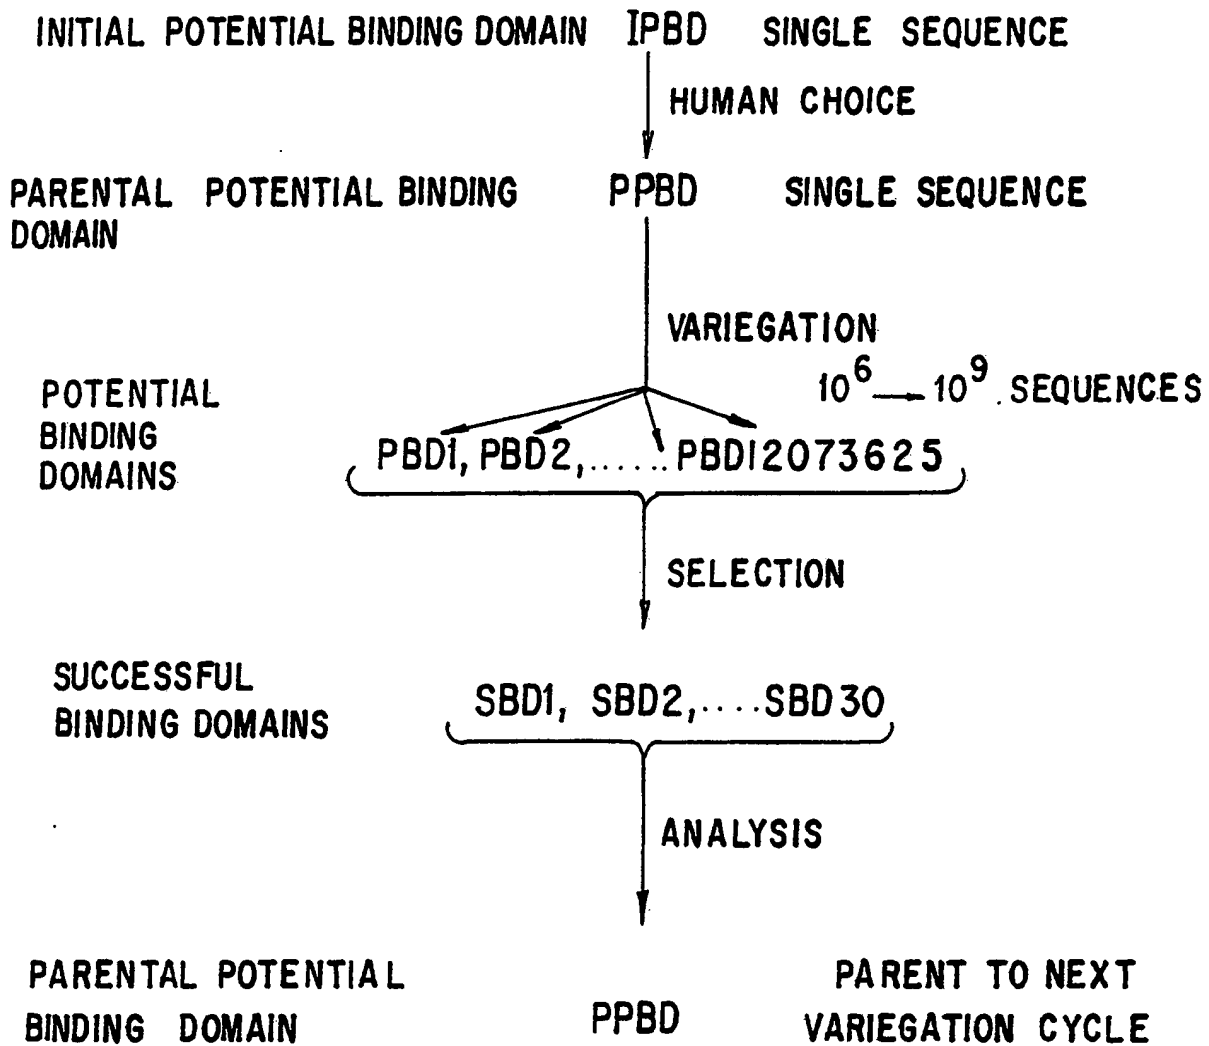 INITIAL POTENTIAL BINDING DOMAIN IPBD SINGLE SEQUENCE
HUMAN CHOICE
PARENTAL POTENTIAL BINDING PPBD SINGLE SEQUENCE
DOMAIN
VARIEGATION
10^6 → 10^9 SEQUENCES
POTENTIAL
BINDING
DOMAINS
PBD1, PBD2,...... PBD12073625
SELECTION
SUCCESSFUL
BINDING DOMAINS
SBD1, SBD2,....SBD30
ANALYSIS
PARENTAL POTENTIAL
BINDING DOMAIN
PPBD
PARENT TO NEXT
VARIEGATION CYCLE